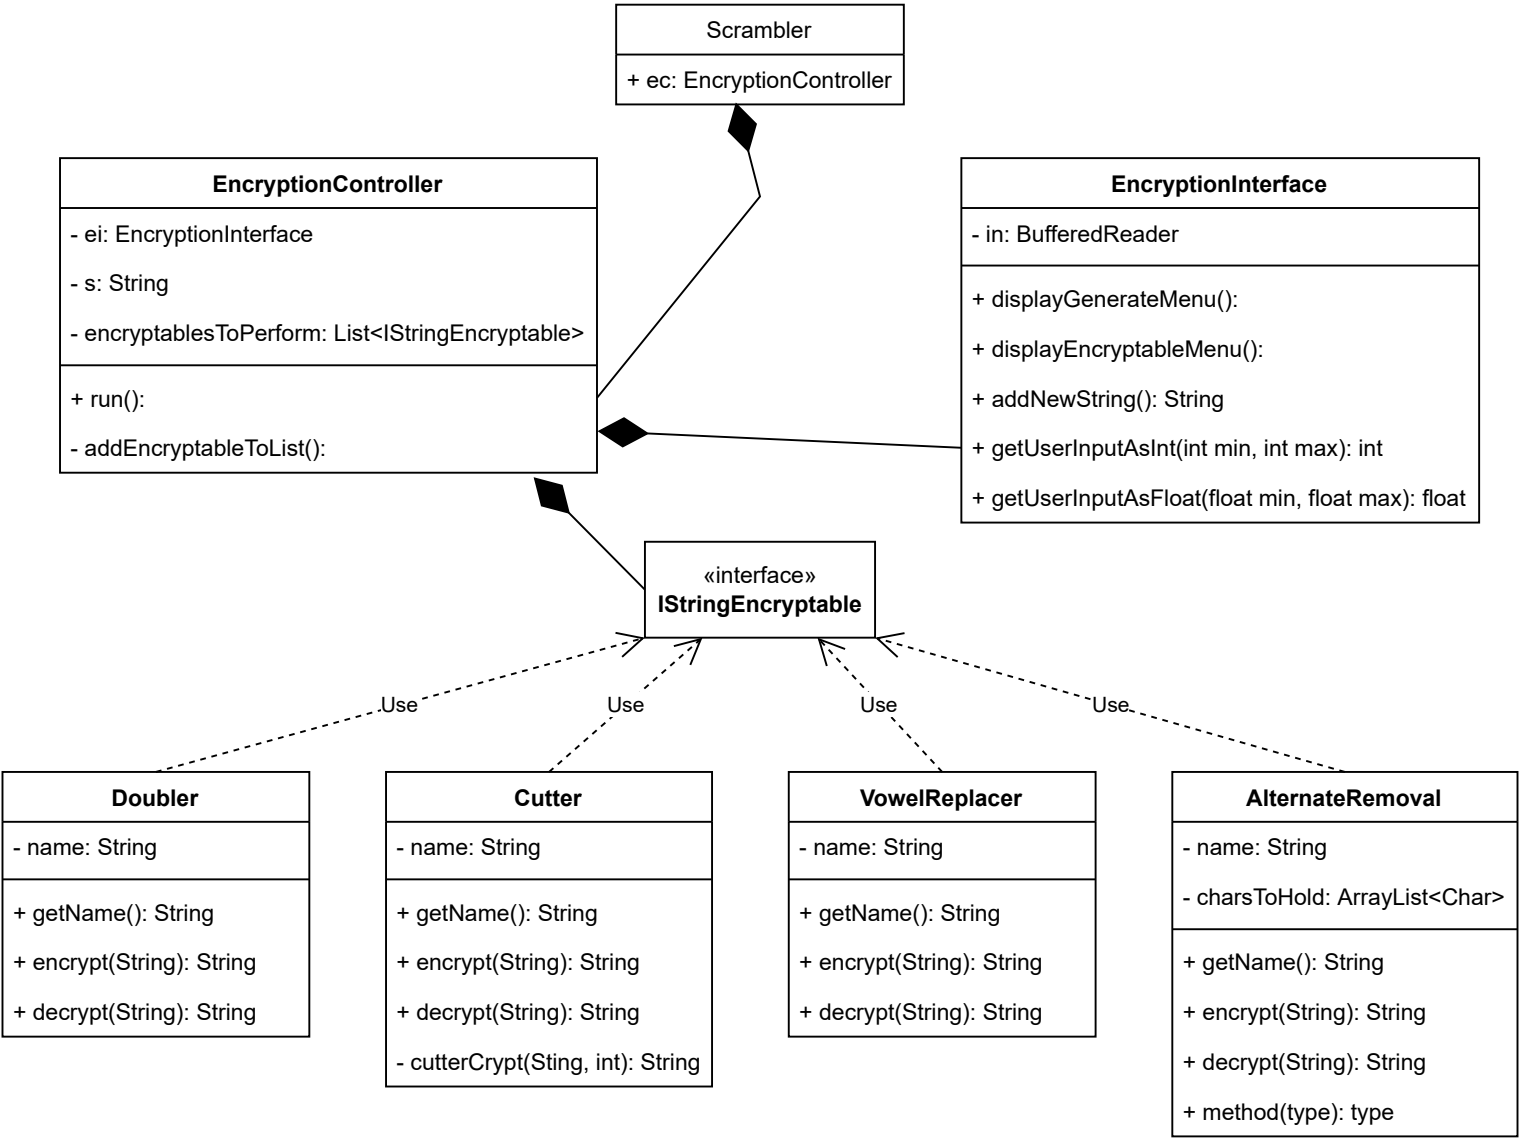 Scrambler
+ ec: EncryptionController
EncryptionController
- ei: EncryptionInterface
- s: String
- encryptablesToPerform: List<IStringEncryptable>
+ run():
- addEncryptableToList():
EncryptionInterface
- in: BufferedReader
+ displayGenerateMenu():
+ displayEncryptableMenu():
+ addNewString(): String
+ getUserInputAsInt(int min, int max): int
+ getUserInputAsFloat(float min, float max): float
«interface»
IStringEncryptable
Use
Use
Use
Use
Doubler
- name: String
+ getName(): String
+ encrypt(String): String
+ decrypt(String): String
Cutter
- name: String
+ getName(): String
+ encrypt(String): String
+ decrypt(String): String
- cutterCrypt(Sting, int): String
VowelReplacer
- name: String
+ getName(): String
+ encrypt(String): String
+ decrypt(String): String
AlternateRemoval
- name: String
- charsToHold: ArrayList<Char>
+ getName(): String
+ encrypt(String): String
+ decrypt(String): String
+ method(type): type